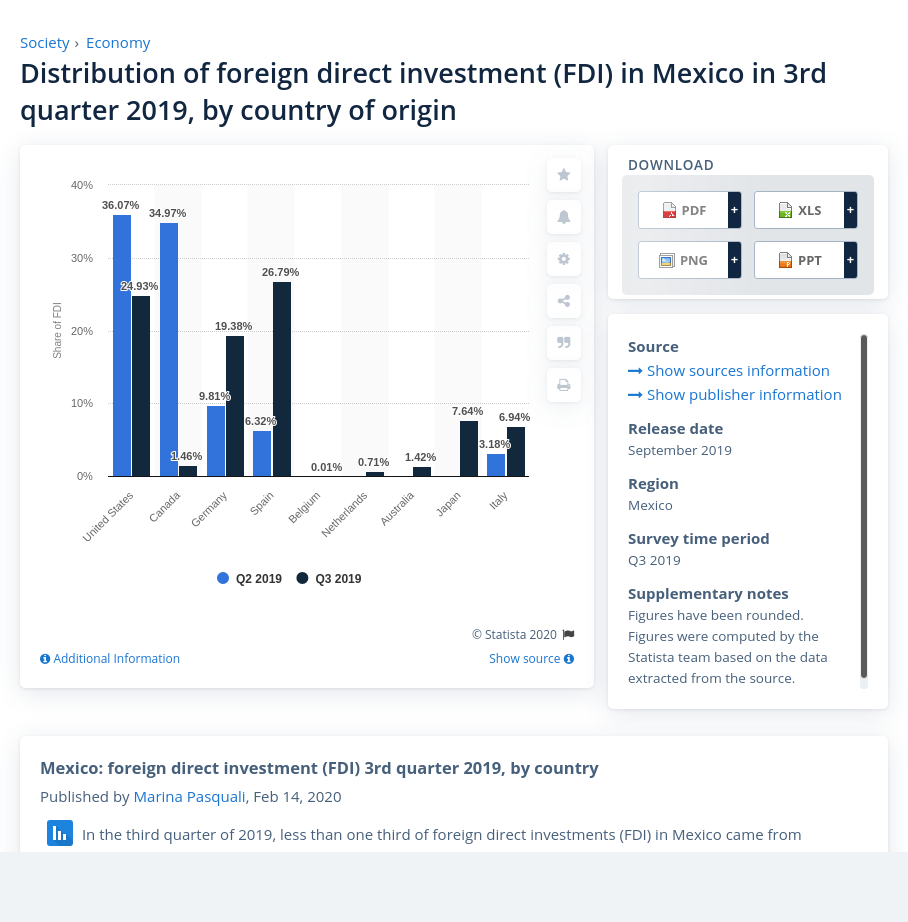 Society › Economy
Distribution of foreign direct investment (FDI) in Mexico in 3rd
quarter 2019, by country of origin
40%
30%
20%
10%
0%
Share of FDI
36.07%
24.93%
34.97%
1.46%
9.81%
19.38%
6.32%
26.79%
0.01%
0.71%
1.42%
7.64%
3.18%
6.94%
United States
Canada
Germany
Spain
Belgium
Netherlands
Australia
Japan
Italy
Q2 2019 Q3 2019
© Statista 2020
Additional Information
Show source
DOWNLOAD
PDF + XLS +
PNG + PPT +
Source
Show sources information
Show publisher information
Release date
September 2019
Region
Mexico
Survey time period
Q3 2019
Supplementary notes
Figures have been rounded.
Figures were computed by the
Statista team based on the data
extracted from the source.
Mexico: foreign direct investment (FDI) 3rd quarter 2019, by country
Published by Marina Pasquali, Feb 14, 2020
In the third quarter of 2019, less than one third of foreign direct investments (FDI) in Mexico came from